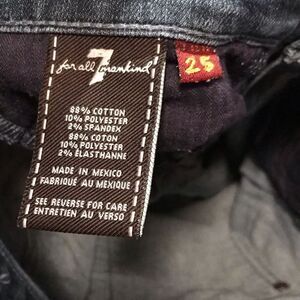 7
for all mankind
25
88% COTTON
10% POLYESTER
2% SPANDEX
88% COTON
10% POLYESTER
2% ELASTHANNE
MADE IN MEXICO
FABRIQUÉ AU MEXIQUE
SEE REVERSE FOR CARE
ENTRETIEN AU VERSO